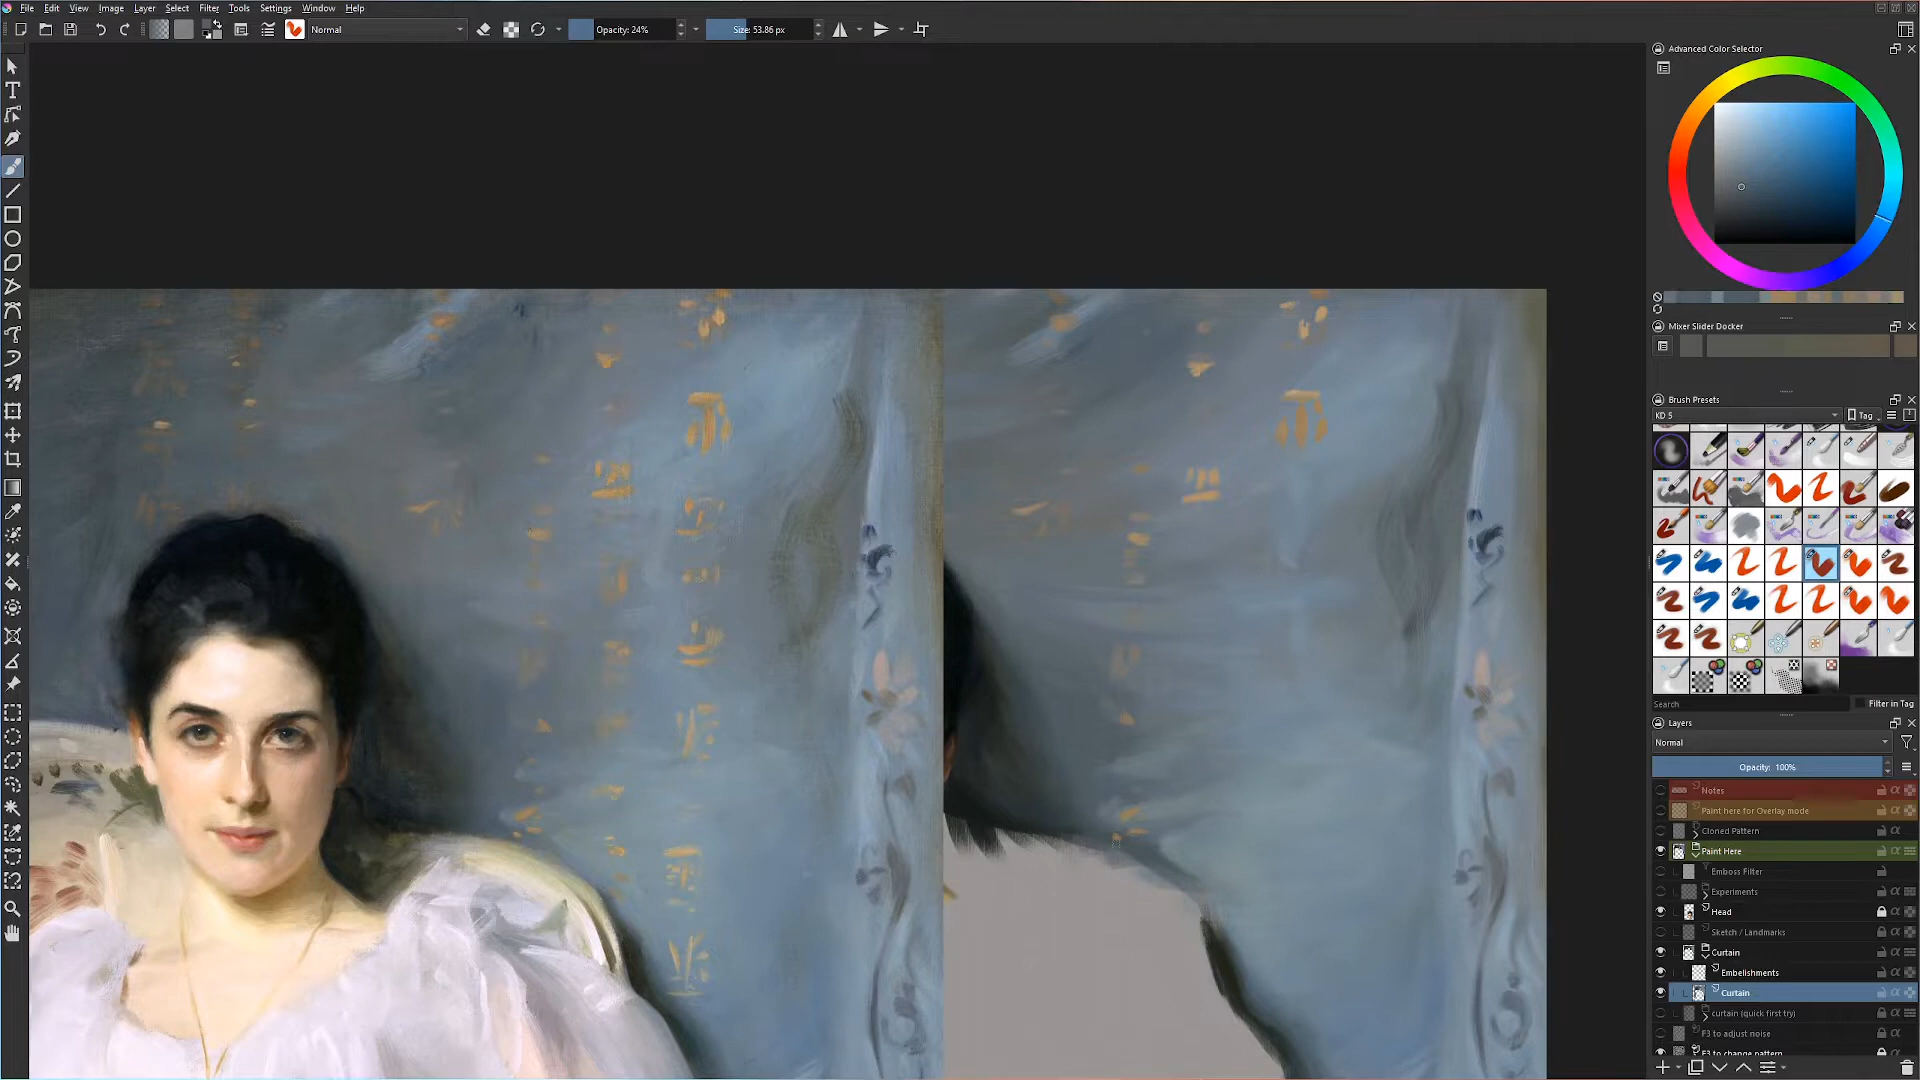 File Edit View Image Layer Select Filter Tools Settings Window Help
Normal
Opacity: 24%
Size: 53.86 px
Advanced Color Selector
Mixer Slider Docker
Brush Presets
KD 5
Tag
Search
Filter in Tag
Layers
Normal
Opacity: 100%
Notes
Paint here for Overlay mode
Cloned Pattern
Paint Here
Emboss Filter
Experiments
Head
Sketch / Landmarks
Curtain
Embelishments
Curtain
curtain (quick first try)
F3 to adjust noise
F3 to change pattern